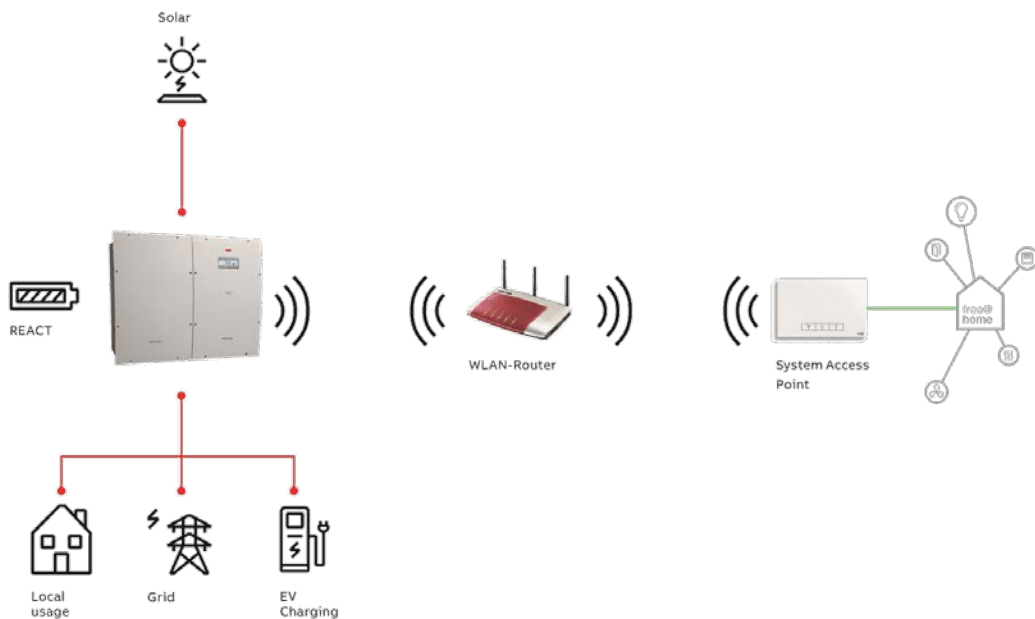 Solar
REACT
WLAN-Router
System Access
Point
free@
home
Local
usage
Grid
EV
Charging